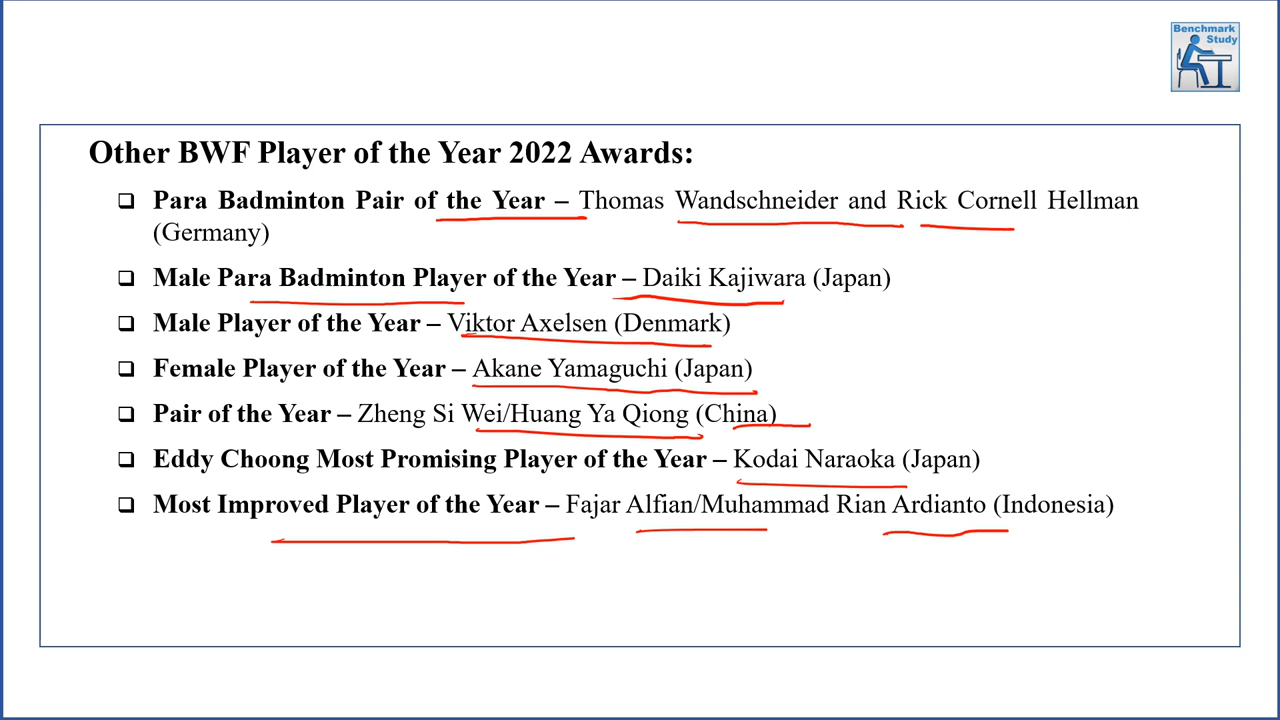 Benchmark
Study
Other BWF Player of the Year 2022 Awards:
Para Badminton Pair of the Year – Thomas Wandschneider and Rick Cornell Hellman
(Germany)
Male Para Badminton Player of the Year – Daiki Kajiwara (Japan)
Male Player of the Year – Viktor Axelsen (Denmark)
Female Player of the Year – Akane Yamaguchi (Japan)
Pair of the Year – Zheng Si Wei/Huang Ya Qiong (China)
Eddy Choong Most Promising Player of the Year – Kodai Naraoka (Japan)
Most Improved Player of the Year – Fajar Alfian/Muhammad Rian Ardianto (Indonesia)